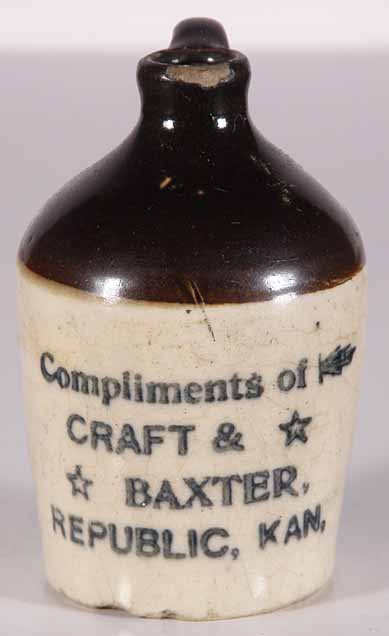 Compliments of
CRAFT &
BAXTER,
REPUBLIC, KAN.